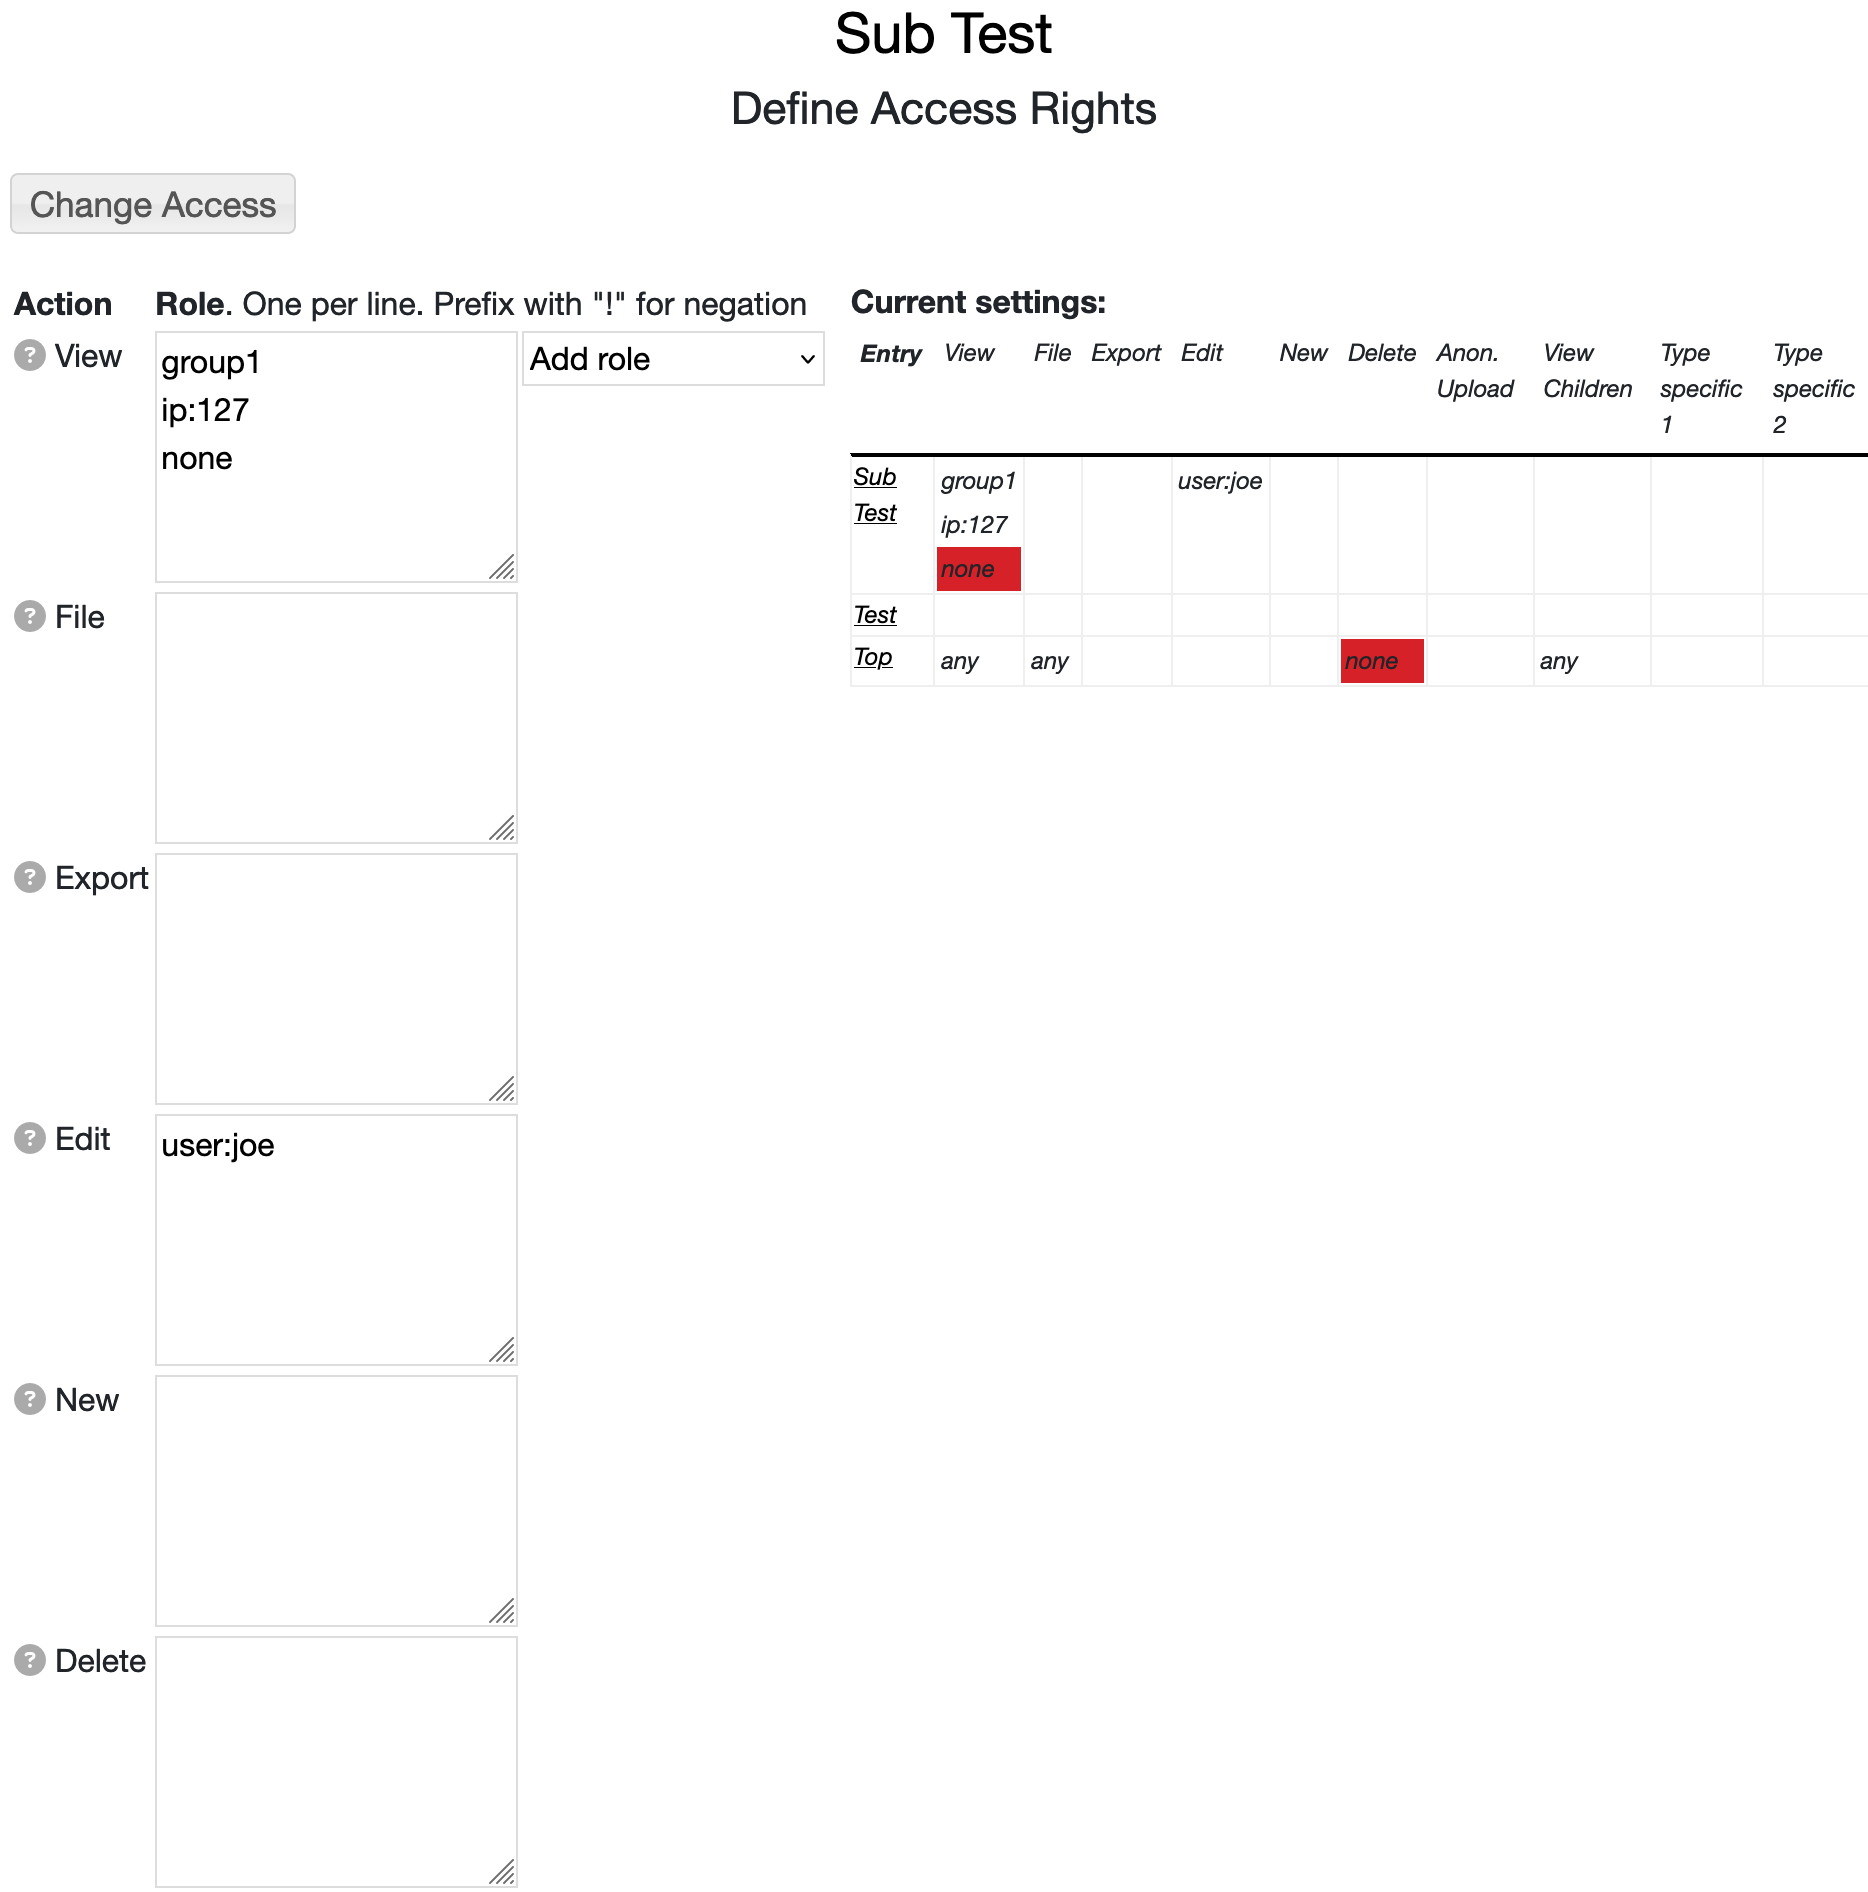 Sub Test
Define Access Rights
Change Access
Action Role. One per line. Prefix with "!" for negation
? View
group1
ip:127
none
Add role
? File
? Export
? Edit
user:joe
? New
? Delete
Current settings:
Entry View File Export Edit New Delete Anon. Upload View Children Type specific 1 Type specific 2
Sub Test group1 ip:127 none user:joe
Test
Top any any none any